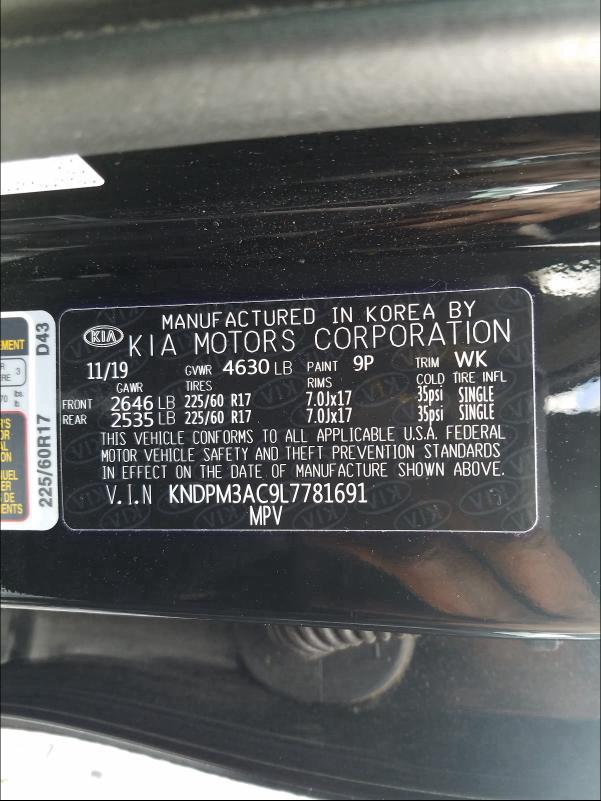 MANUFACTURED IN KOREA BY
KIA
KIA MOTORS CORPORATION
11/19 GVWR 4630 LB PAINT 9P TRIM WK
GAWR TIRES RIMS COLD TIRE INFL
FRONT 2646 LB 225/60 R17 7.0Jx17 35psi SINGLE
REAR 2535 LB 225/60 R17 7.0Jx17 35psi SINGLE
THIS VEHICLE CONFORMS TO ALL APPLICABLE U.S.A. FEDERAL
MOTOR VEHICLE SAFETY AND THEFT PREVENTION STANDARDS
IN EFFECT ON THE DATE OF MANUFACTURE SHOWN ABOVE.
V.I.N KNDPM3AC9L7781691
MPV
D43
225/60R17